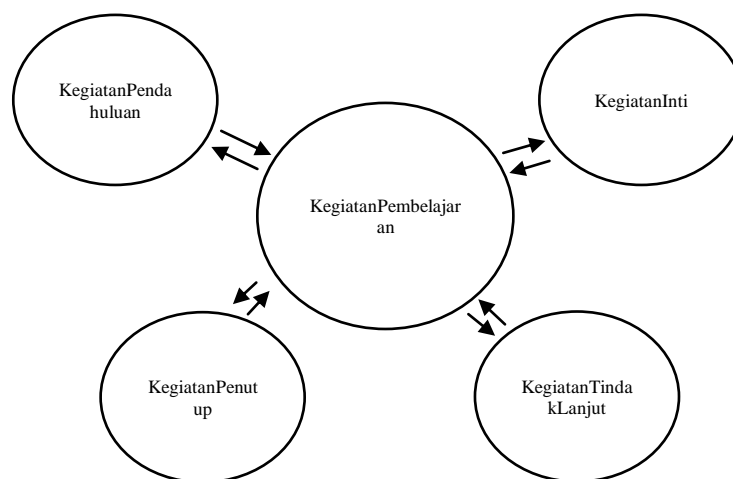 KegiatanPenda
huluan
KegiatanInti
KegiatanPembelajar
an
KegiatanPenut
up
KegiatanTinda
kLanjut